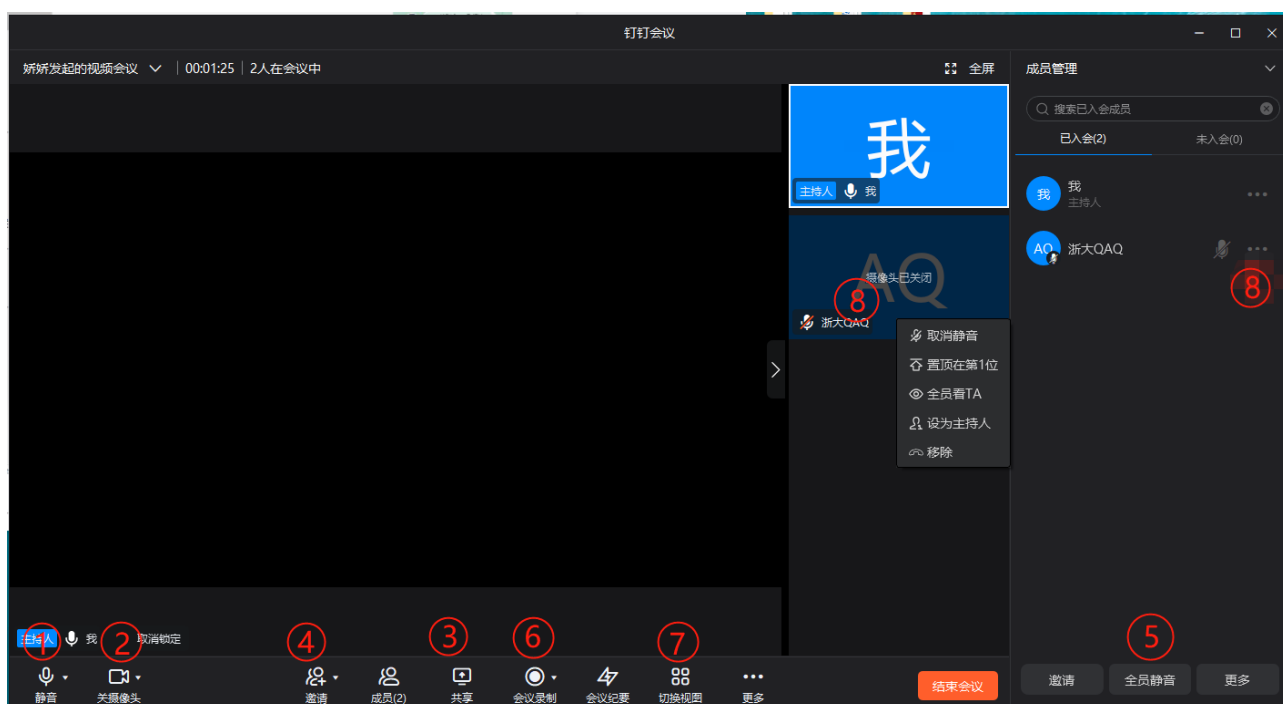 钉钉会议
娇娇发起的视频会议 00:01:25 2人在会议中 全屏
成员管理
搜索已入会成员
已入会(2) 未入会(0)
我
主持人 我
我 我
主持人
AQ 浙大QAQ
⑧
AQ
摄像头已关闭
⑧
浙大QAQ
取消静音
置顶在第1位
全员看TA
设为主持人
移除
主持人 我 取消锁定
① ② ④ ③ ⑥ ⑦ ⑤
静音 关摄像头 邀请 成员(2) 共享 会议录制 会议纪要 切换视图 更多
结束会议
邀请 全员静音 更多